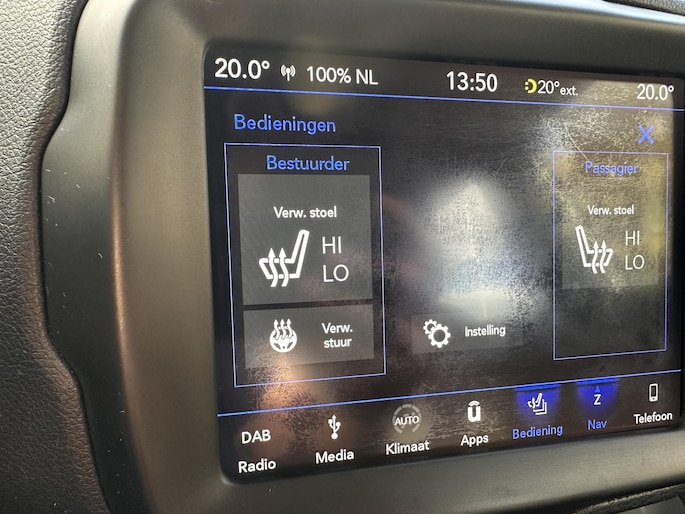 20.0° 100% NL 13:50 20° ext. 20.0°
Bedieningen X
Bestuurder
Verw. stoel
HI
LO
Verw.
stuur
Instelling
Passagier
Verw. stoel
HI
LO
DAB
Radio
Media
AUTO
Klimaat
Apps
Bediening
Z
Nav
Telefoon